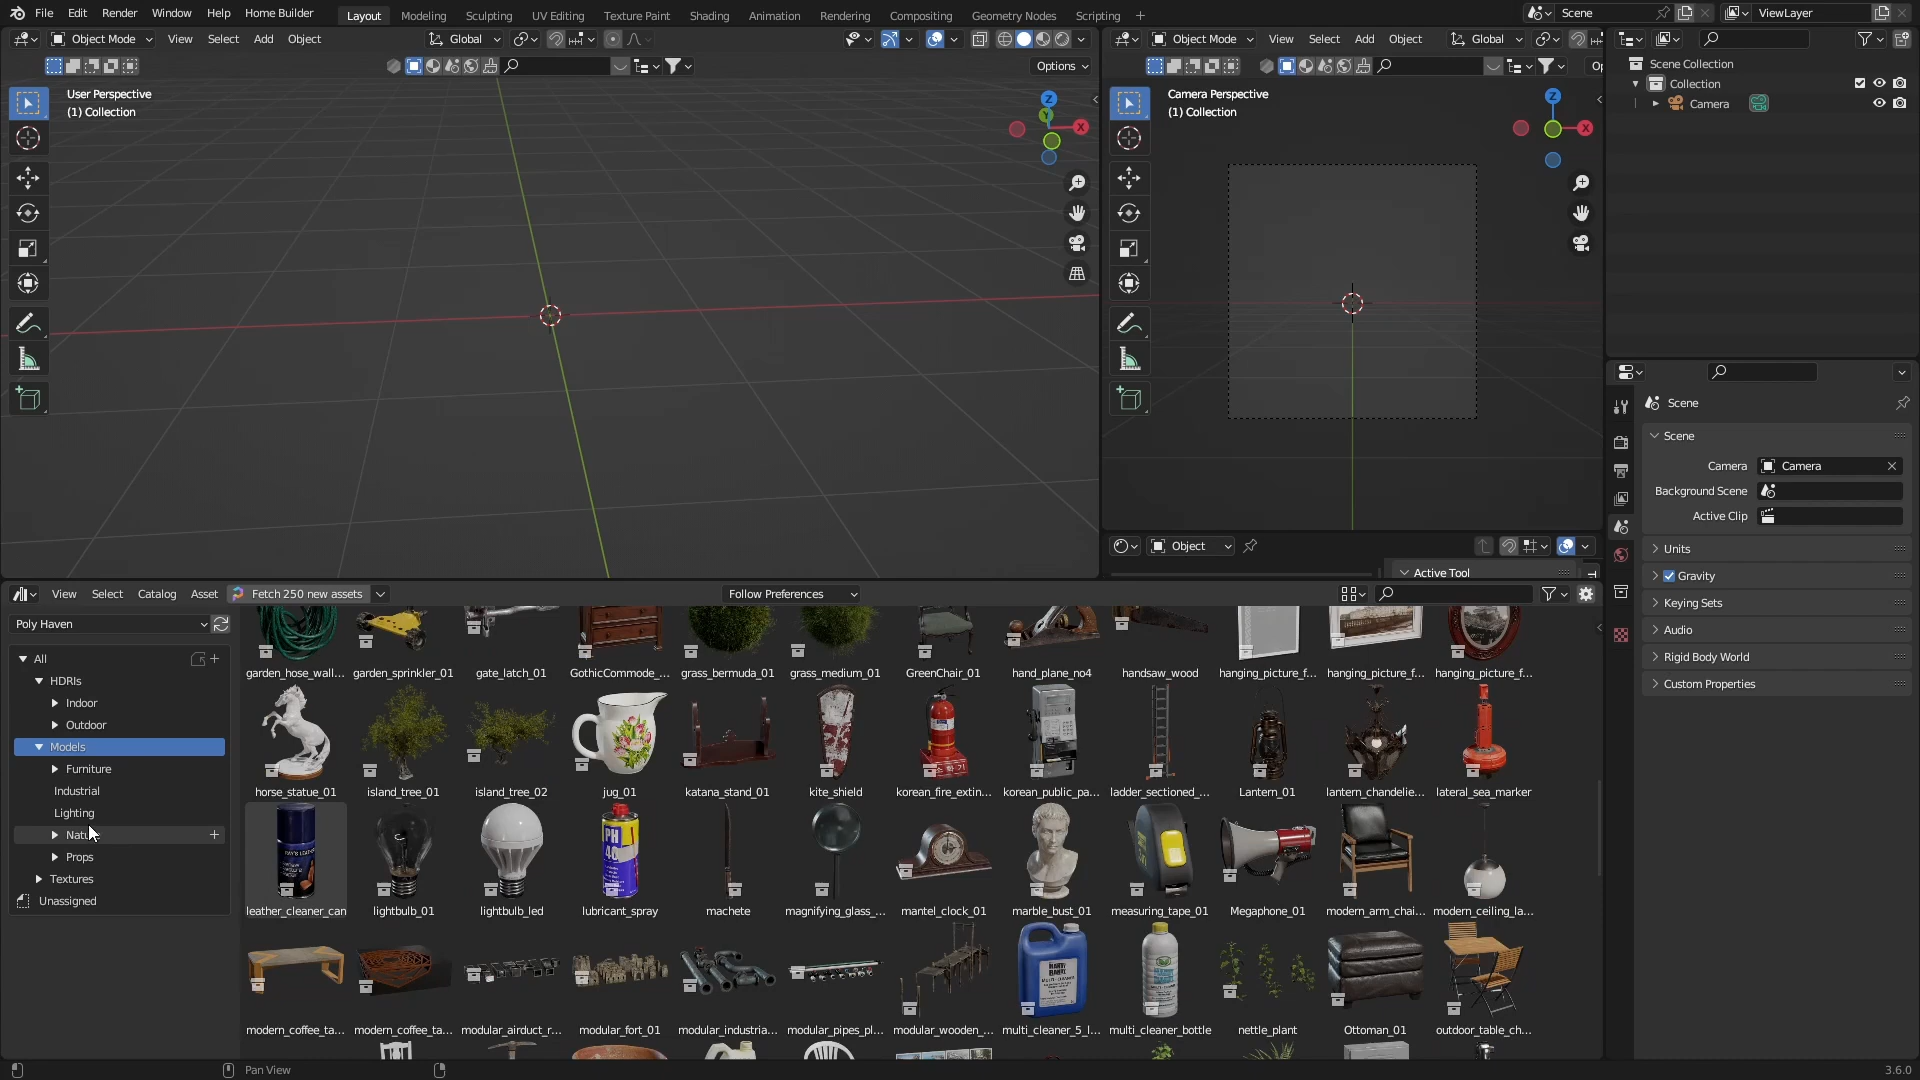 File Edit Render Window Help Home Builder Layout Modeling Sculpting UV Editing Texture Paint Shading Animation Rendering Compositing Geometry Nodes Scripting Scene ViewLayer
Object Mode View Select Add Object Global
Object Mode View Select Add Object Global
Options
User Perspective
(1) Collection
Camera Perspective
(1) Collection
Z
Y
X
Z
X
Scene Collection
Collection
Camera
Scene
Scene
Camera Camera
Background Scene
Active Clip
Units
Gravity
Keying Sets
Audio
Rigid Body World
Custom Properties
Object
Active Tool
View Select Catalog Asset Fetch 250 new assets Follow Preferences
Poly Haven
All
HDRIs
Indoor
Outdoor
Models
Furniture
Industrial
Lighting
Props
Textures
Unassigned
garden_hose_wall... garden_sprinkler_01 gate_latch_01 GothicCommode_... grass_bermuda_01 grass_medium_01 GreenChair_01 hand_plane_no4 handsaw_wood hanging_picture_f... hanging_picture_f... hanging_picture_f...
horse_statue_01 island_tree_01 island_tree_02 jug_01 katana_stand_01 kite_shield korean_fire_extin... korean_public_pa... ladder_sectioned_... Lantern_01 lantern_chandelie... lateral_sea_marker
leather_cleaner_can lightbulb_01 lightbulb_led lubricant_spray machete magnifying_glass_... mantel_clock_01 marble_bust_01 measuring_tape_01 Megaphone_01 modern_arm_chai... modern_ceiling_la...
modern_coffee_ta... modern_coffee_ta... modular_airduct_r... modular_fort_01 modular_industria... modular_pipes_pl... modular_wooden_... multi_cleaner_5_l... multi_cleaner_bottle nettle_plant Ottoman_01 outdoor_table_ch...
Pan View
3.6.0